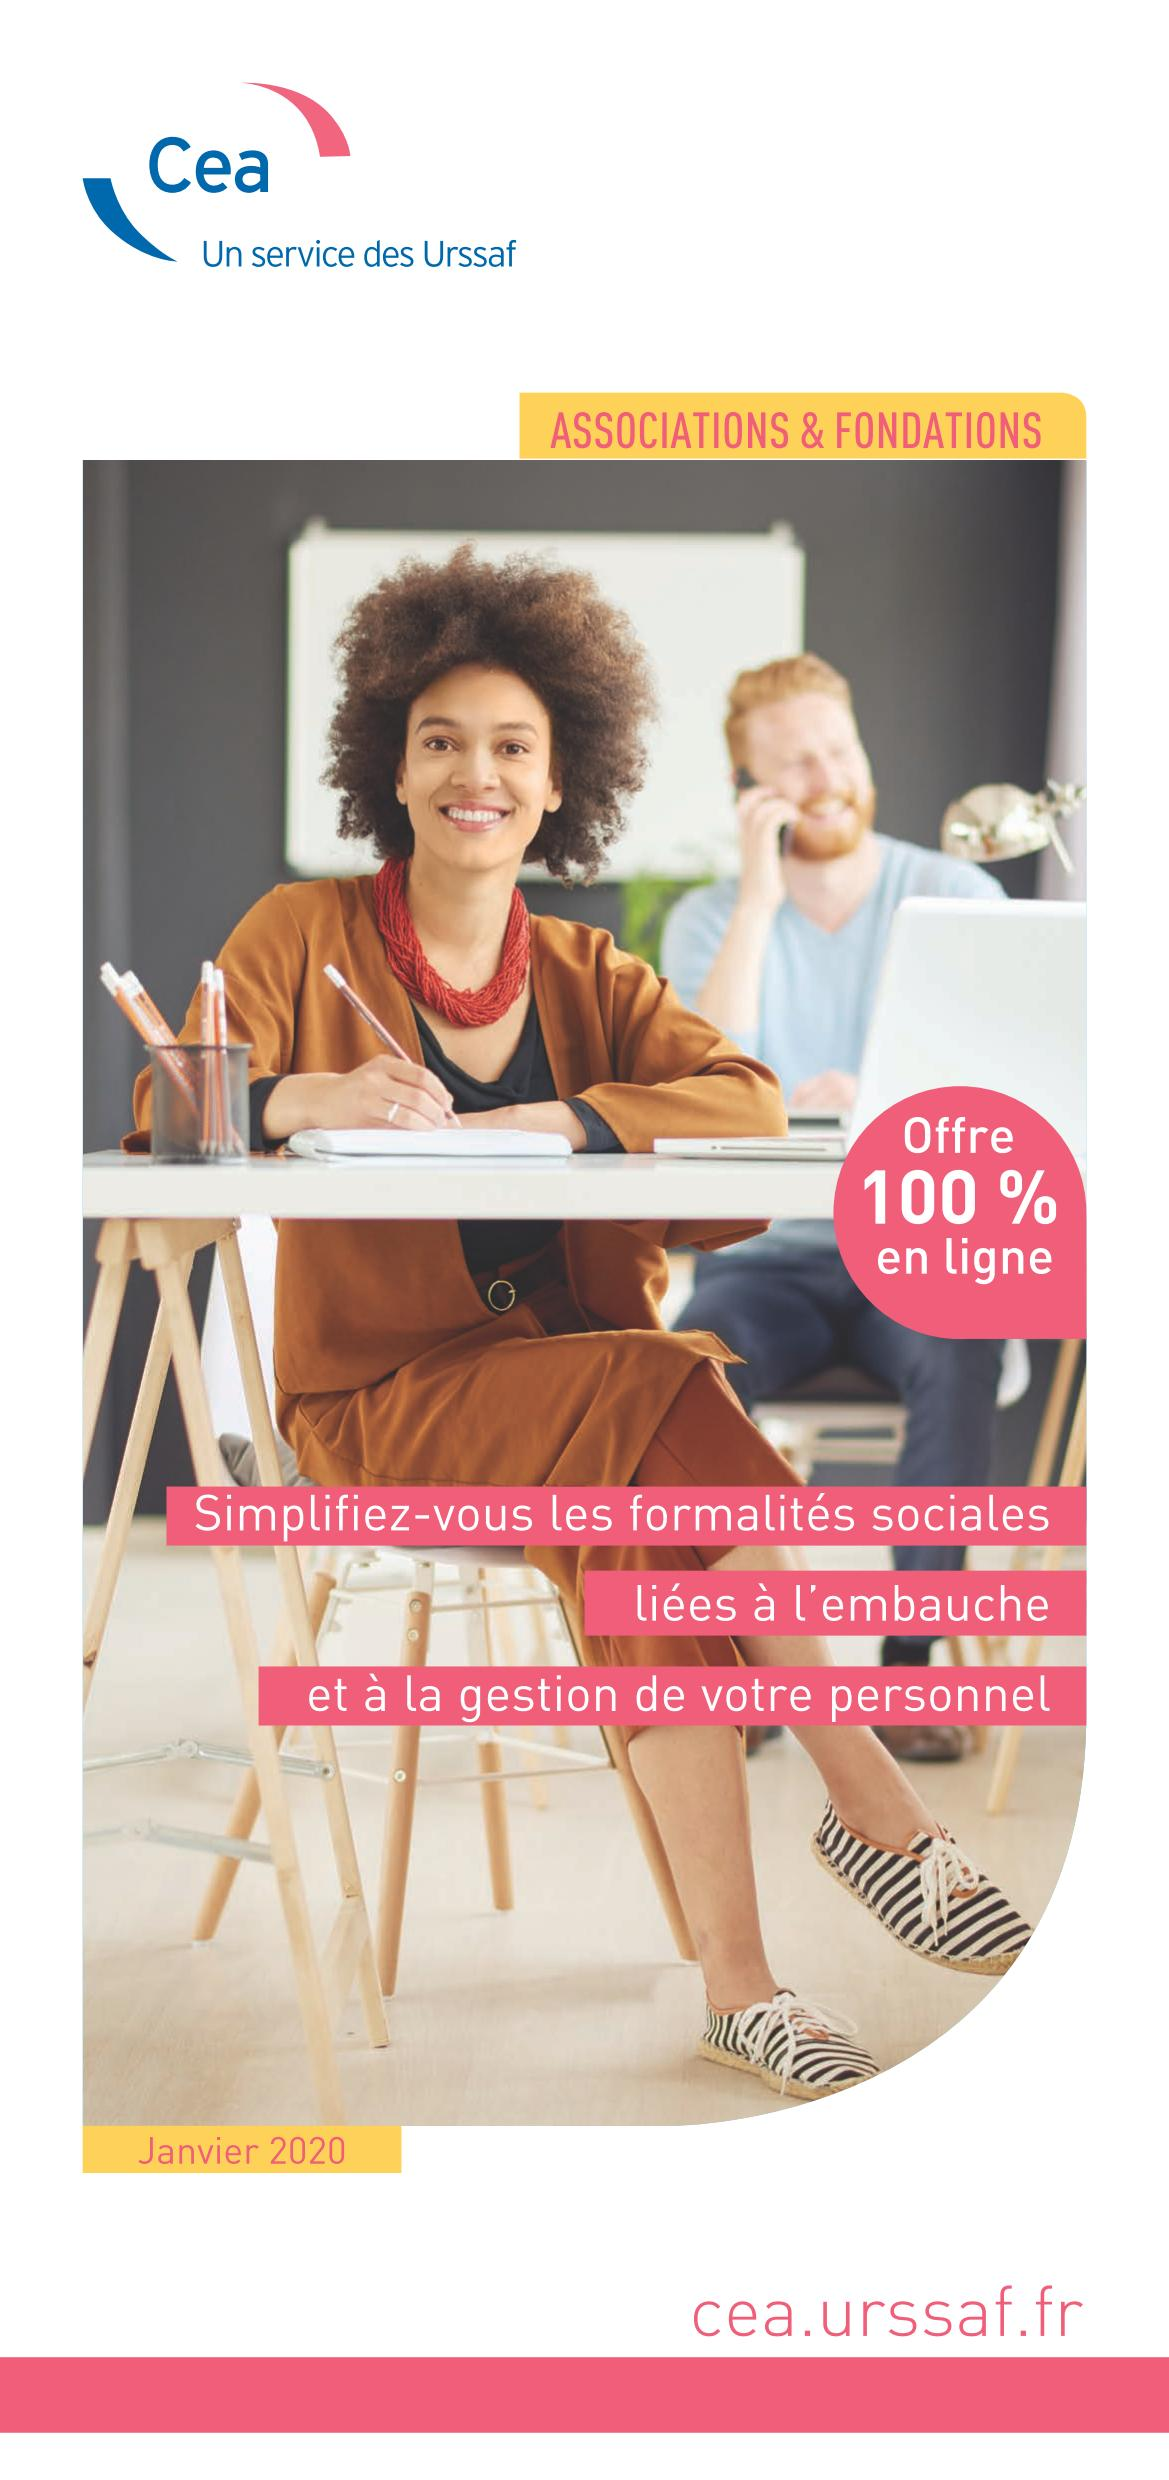 Cea
Un service des Urssaf
ASSOCIATIONS & FONDATIONS
Offre
100 %
en ligne
Simplifiez-vous les formalités sociales
liées à l’embauche
et à la gestion de votre personnel
Janvier 2020
cea.urssaf.fr